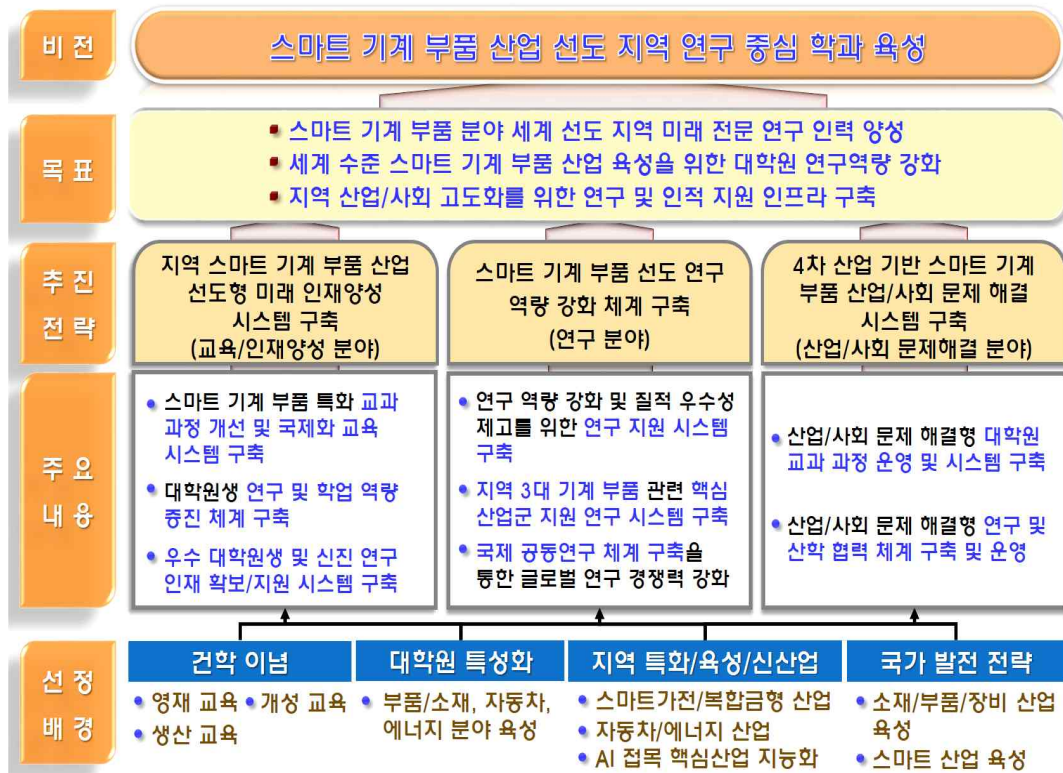 비 전
스마트 기계 부품 산업 선도 지역 연구 중심 학과 육성
목 표
스마트 기계 부품 분야 세계 선도 지역 미래 전문 연구 인력 양성
세계 수준 스마트 기계 부품 산업 육성을 위한 대학원 연구역량 강화
지역 산업/사회 고도화를 위한 연구 및 인적 지원 인프라 구축
추 진
전 략
지역 스마트 기계 부품 산업
선도형 미래 인재양성
시스템 구축
(교육/인재양성 분야)
스마트 기계 부품 선도 연구
역량 강화 체계 구축
(연구 분야)
4차 산업 기반 스마트 기계
부품 산업/사회 문제 해결
시스템 구축
(산업/사회 문제해결 분야)
주 요
내 용
스마트 기계 부품 특화 교과
과정 개선 및 국제화 교육
시스템 구축
대학원생 연구 및 학업 역량
증진 체계 구축
우수 대학원생 및 신진 연구
인재 확보/지원 시스템 구축
연구 역량 강화 및 질적 우수성
제고를 위한 연구 지원 시스템
구축
지역 3대 기계 부품 관련 핵심
산업군 지원 연구 시스템 구축
국제 공동연구 체계 구축을
통한 글로벌 연구 경쟁력 강화
산업/사회 문제 해결형 대학원
교과 과정 운영 및 시스템 구축
산업/사회 문제 해결형 연구 및
산학 협력 체계 구축 및 운영
선 정
배 경
건학 이념
영재 교육 개성 교육
생산 교육
대학원 특성화
부품/소재, 자동차,
에너지 분야 육성
지역 특화/육성/신산업
스마트가전/복합금형 산업
자동차/에너지 산업
AI 접목 핵심산업 지능화
국가 발전 전략
소재/부품/장비 산업
육성
스마트 산업 육성